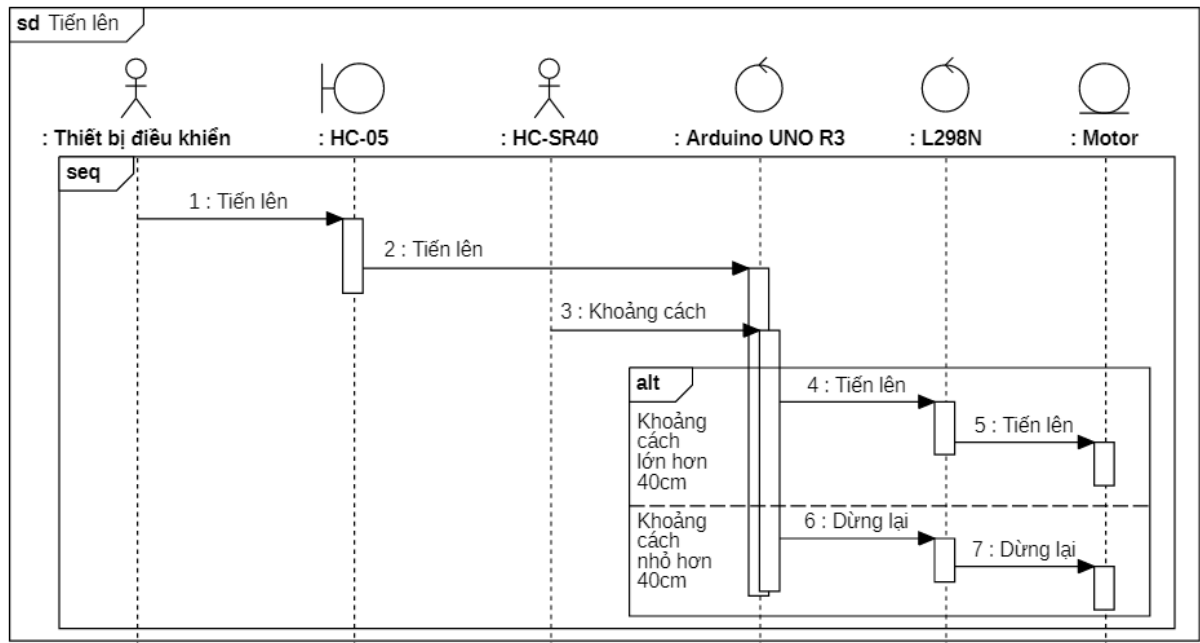 sd Tiến lên
: Thiết bị điều khiển
: HC-05
: HC-SR40
: Arduino UNO R3
: L298N
: Motor
seq
1 : Tiến lên
2 : Tiến lên
3 : Khoảng cách
alt
4 : Tiến lên
Khoảng
cách
lớn hơn
40cm
5 : Tiến lên
Khoảng
cách
nhỏ hơn
40cm
6 : Dừng lại
7 : Dừng lại